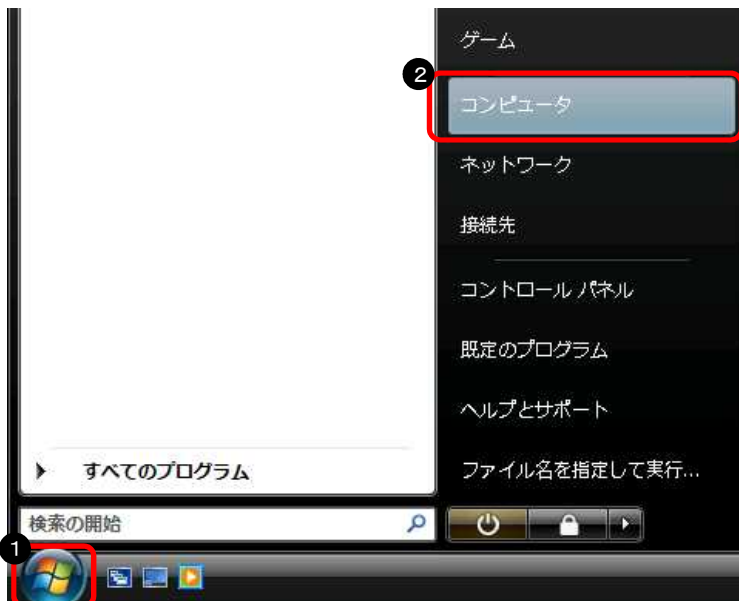 ゲーム
2
コンピュータ
ネットワーク
接続先
コントロール パネル
既定のプログラム
ヘルプとサポート
すべてのプログラム
ファイル名を指定して実行...
検索の開始
1